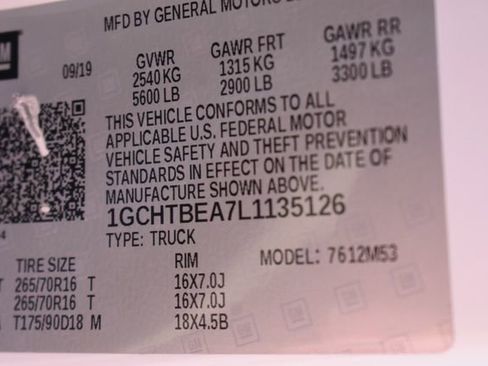 GM
MFD BY GENERAL MOTORS
09/19 GVWR GAWR FRT GAWR RR
2540 KG 1315 KG 1497 KG
5600 LB 2900 LB 3300 LB
THIS VEHICLE CONFORMS TO ALL
APPLICABLE U.S. FEDERAL MOTOR
VEHICLE SAFETY AND THEFT PREVENTION
STANDARDS IN EFFECT ON THE DATE OF
MANUFACTURE SHOWN ABOVE.
1GCHTBEA7L1135126
TYPE: TRUCK MODEL: 7612M53
TIRE SIZE RIM
265/70R16 T 16X7.0J
265/70R16 T 16X7.0J
T175/90D18 M 18X4.5B